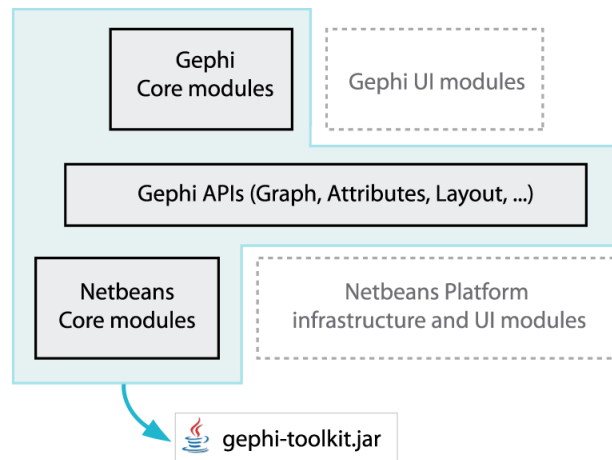 Gephi
Core modules
Gephi UI modules
Gephi APIs (Graph, Attributes, Layout, ...)
Netbeans
Core modules
Netbeans Platform
infrastructure and UI modules
gephi-toolkit.jar